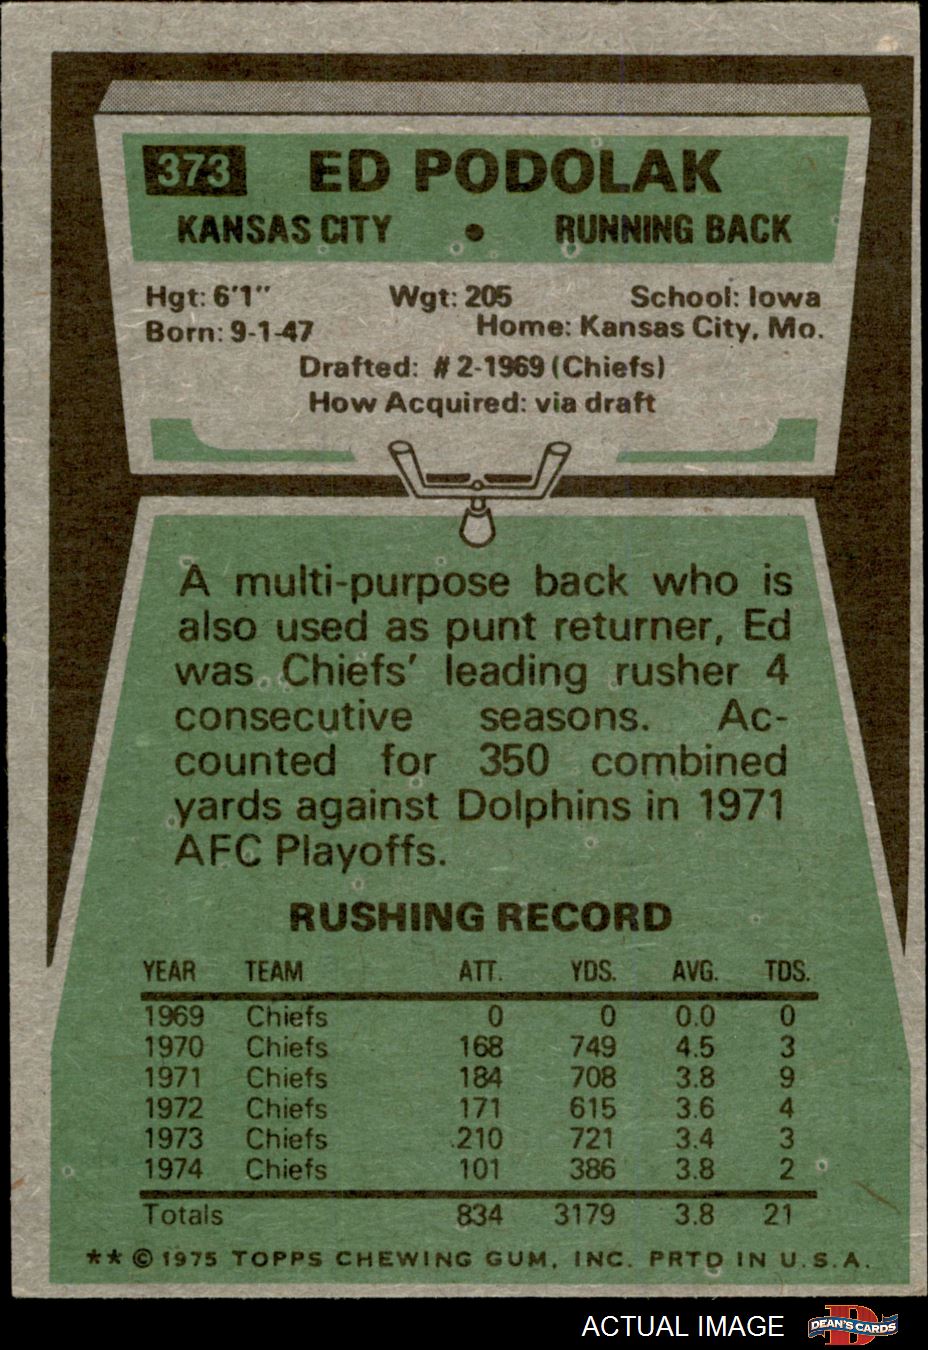 373 ED PODOLAK
KANSAS CITY • RUNNING BACK
Hgt: 6'1" Wgt: 205 School: Iowa
Born: 9-1-47 Home: Kansas City, Mo.
Drafted: #2-1969 (Chiefs)
How Acquired: via draft
A multi-purpose back who is
also used as punt returner, Ed
was Chiefs' leading rusher 4
consecutive seasons. Ac-
counted for 350 combined
yards against Dolphins in 1971
AFC Playoffs.
RUSHING RECORD
YEAR TEAM ATT. YDS. AVG. TDS.
1969 Chiefs 0 0 0.0 0
1970 Chiefs 168 749 4.5 3
1971 Chiefs 184 708 3.8 9
1972 Chiefs 171 615 3.6 4
1973 Chiefs 210 721 3.4 3
1974 Chiefs 101 386 3.8 2
Totals 834 3179 3.8 21
** © 1975 TOPPS CHEWING GUM, INC. PRTD IN U.S.A.
ACTUAL IMAGE DEAN'S CARDS